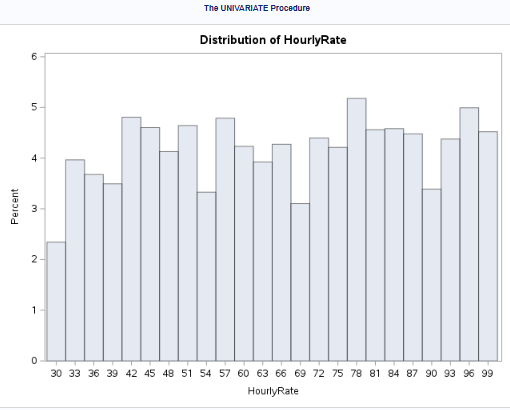 The UNIVARIATE Procedure
Distribution of HourlyRate
6
5
4
3
2
1
0
Percent
30 33 36 39 42 45 48 51 54 57 60 63 66 69 72 75 78 81 84 87 90 93 96 99
HourlyRate